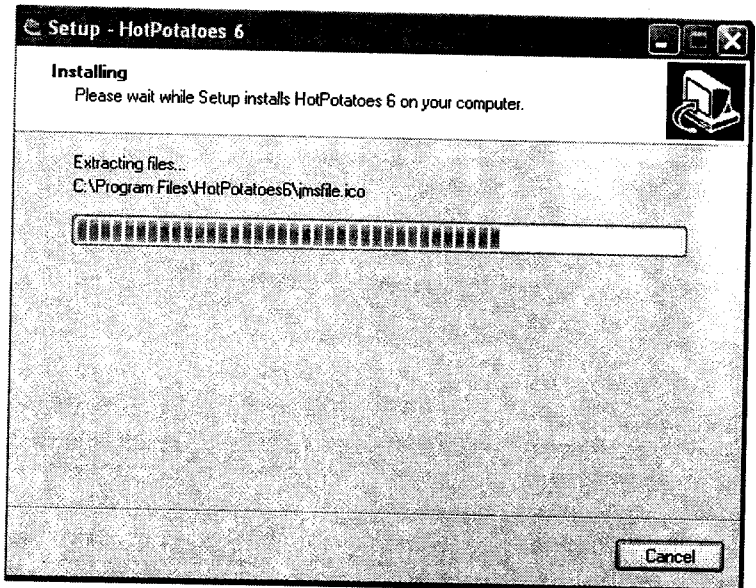 Setup - HotPotatoes 6
Installing
Please wait while Setup installs HotPotatoes 6 on your computer.
Extracting files...
C:\Program Files\HotPotatoes6\jmsfile.ico
Cancel